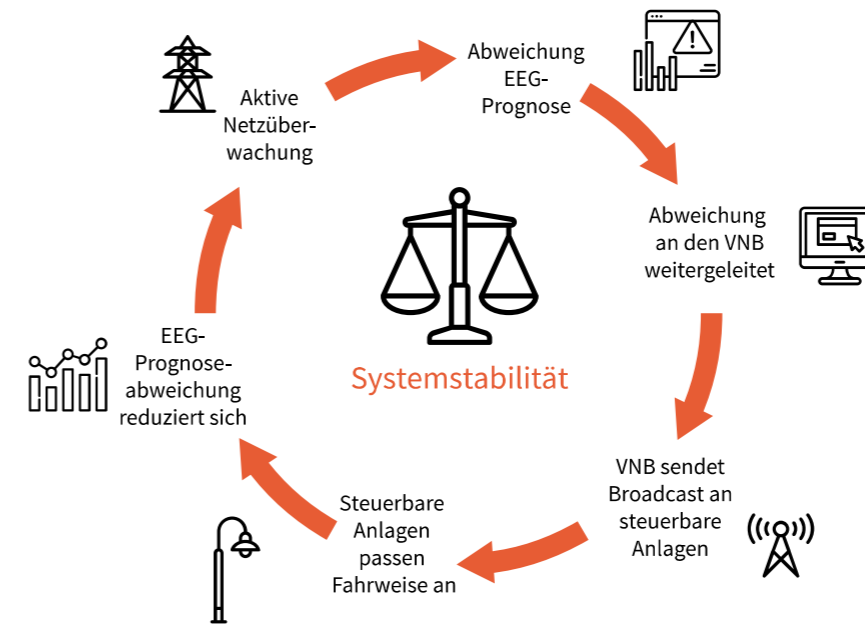 Aktive
Netzüber-
wachung
Abweichung
EEG-
Prognose
Abweichung
an den VNB
weitergeleitet
VNB sendet
Broadcast an
steuerbare
Anlagen
Steuerbare
Anlagen
passen
Fahrweise an
EEG-
Prognose-
abweichung
reduziert sich
Systemstabilität